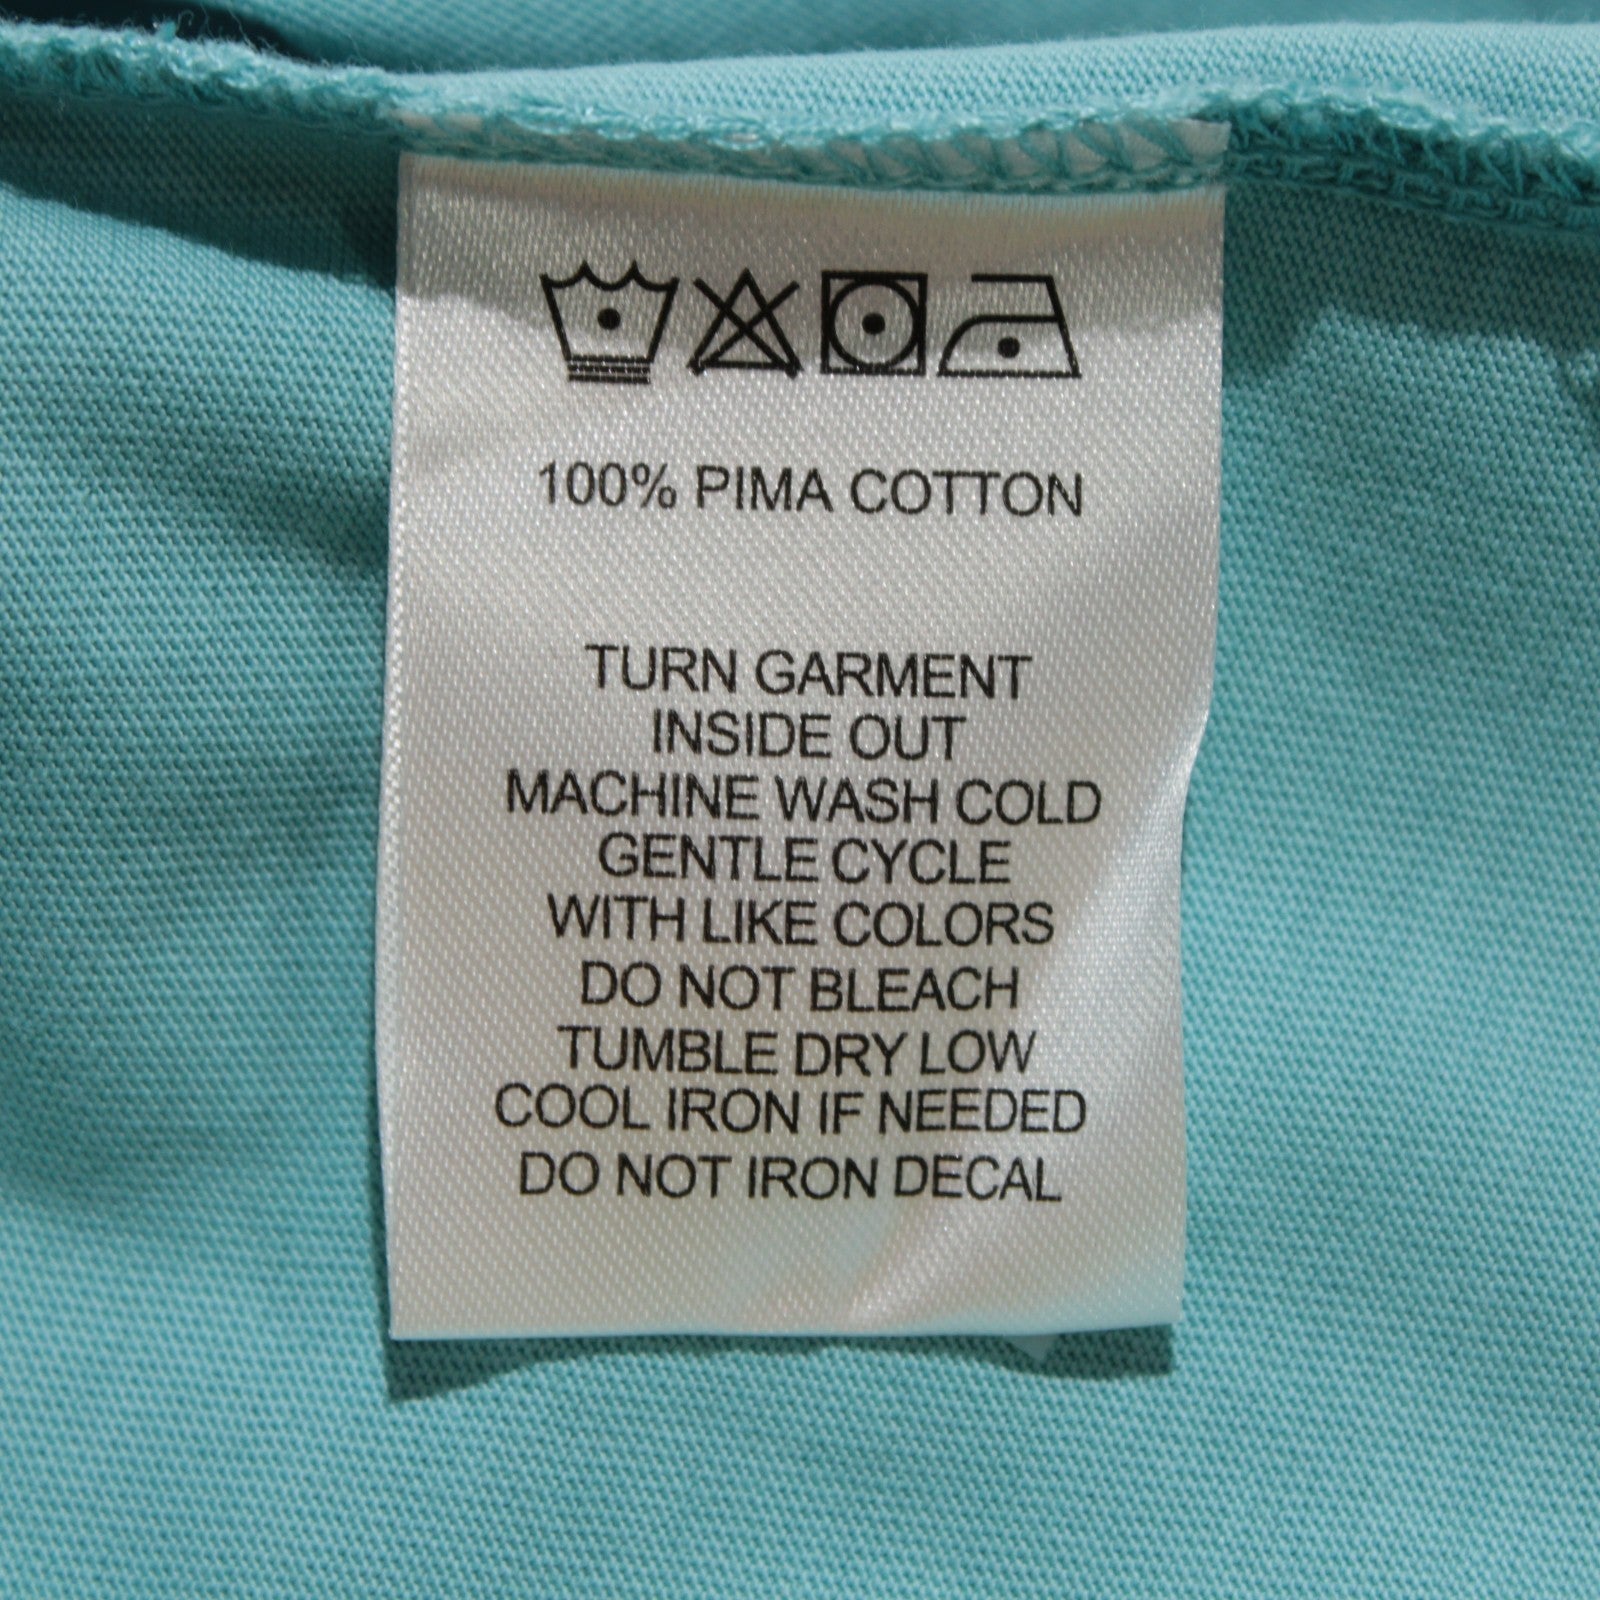 100% PIMA COTTON
TURN GARMENT
INSIDE OUT
MACHINE WASH COLD
GENTLE CYCLE
WITH LIKE COLORS
DO NOT BLEACH
TUMBLE DRY LOW
COOL IRON IF NEEDED
DO NOT IRON DECAL